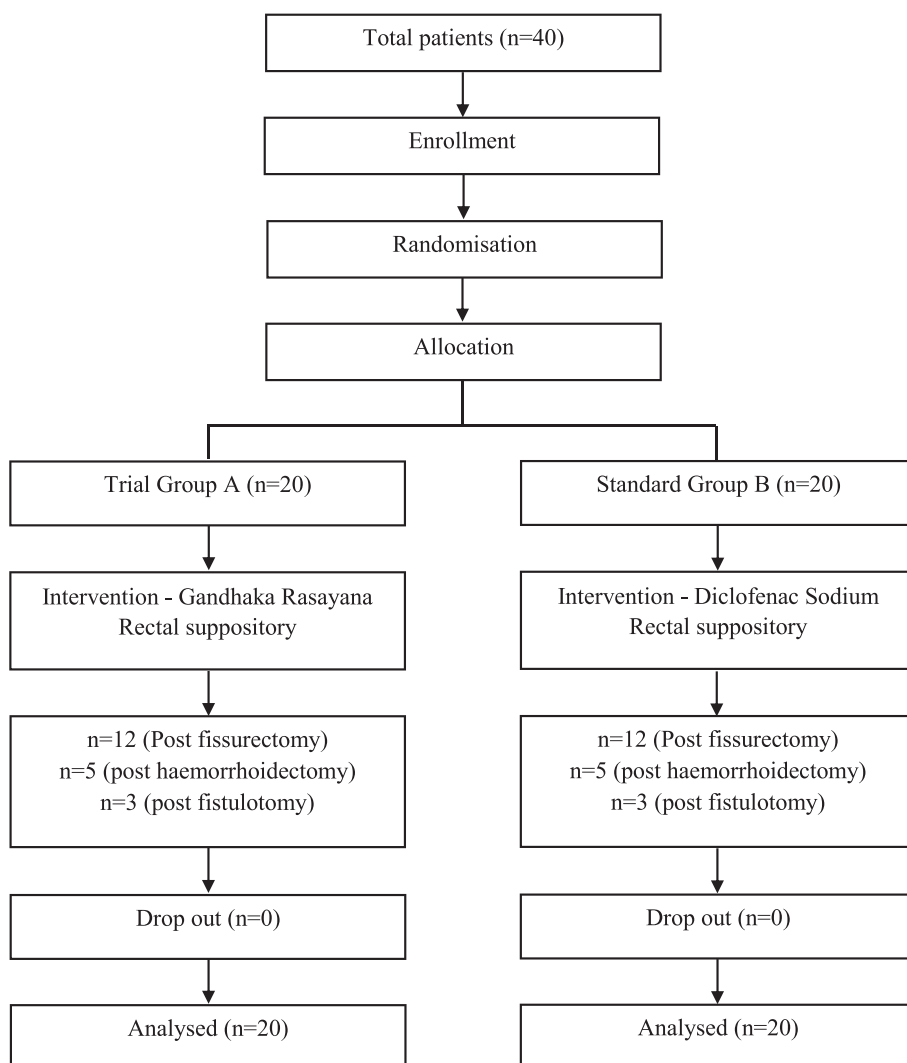 Total patients (n=40)
Enrollment
Randomisation
Allocation
Trial Group A (n=20)
Standard Group B (n=20)
Intervention - Gandhaka Rasayana
Rectal suppository
Intervention - Diclofenac Sodium
Rectal suppository
n=12 (Post fissurectomy)
n=5 (post haemorrhoidectomy)
n=3 (post fistulotomy)
n=12 (Post fissurectomy)
n=5 (post haemorrhoidectomy)
n=3 (post fistulotomy)
Drop out (n=0)
Drop out (n=0)
Analysed (n=20)
Analysed (n=20)